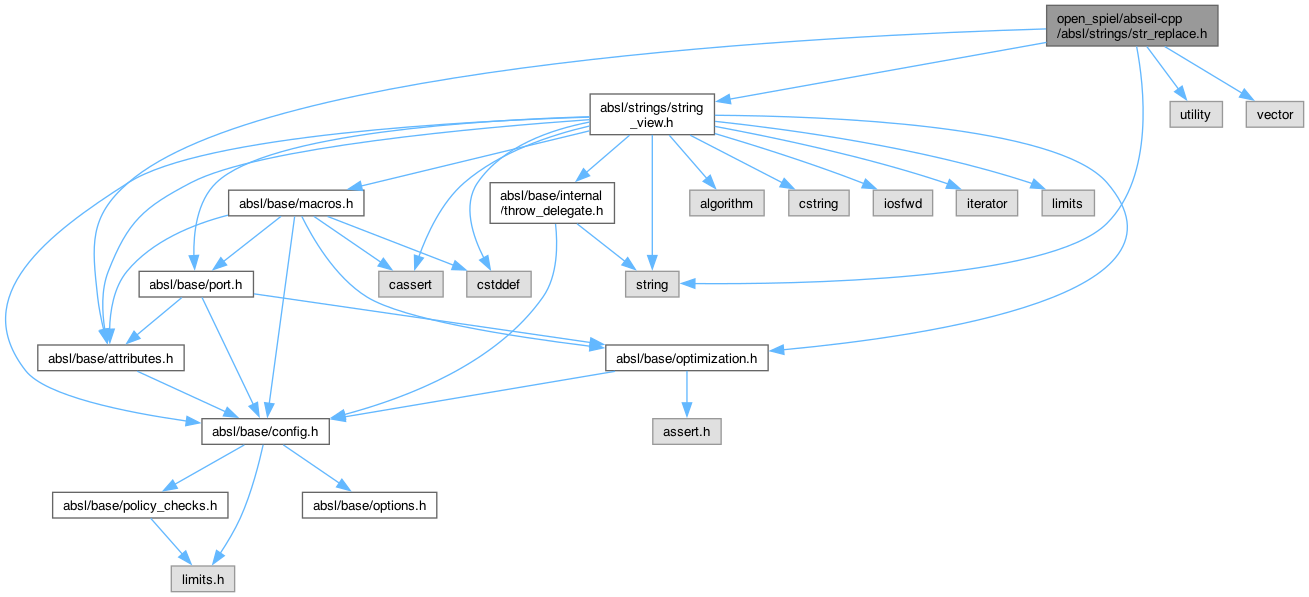 open_spiel/abseil-cpp
/absl/strings/str_replace.h
absl/strings/string
_view.h
utility
vector
absl/base/macros.h
absl/base/internal
/throw_delegate.h
algorithm
cstring
iosfwd
iterator
limits
absl/base/port.h
cassert
cstddef
string
absl/base/attributes.h
absl/base/optimization.h
absl/base/config.h
assert.h
absl/base/policy_checks.h
absl/base/options.h
limits.h